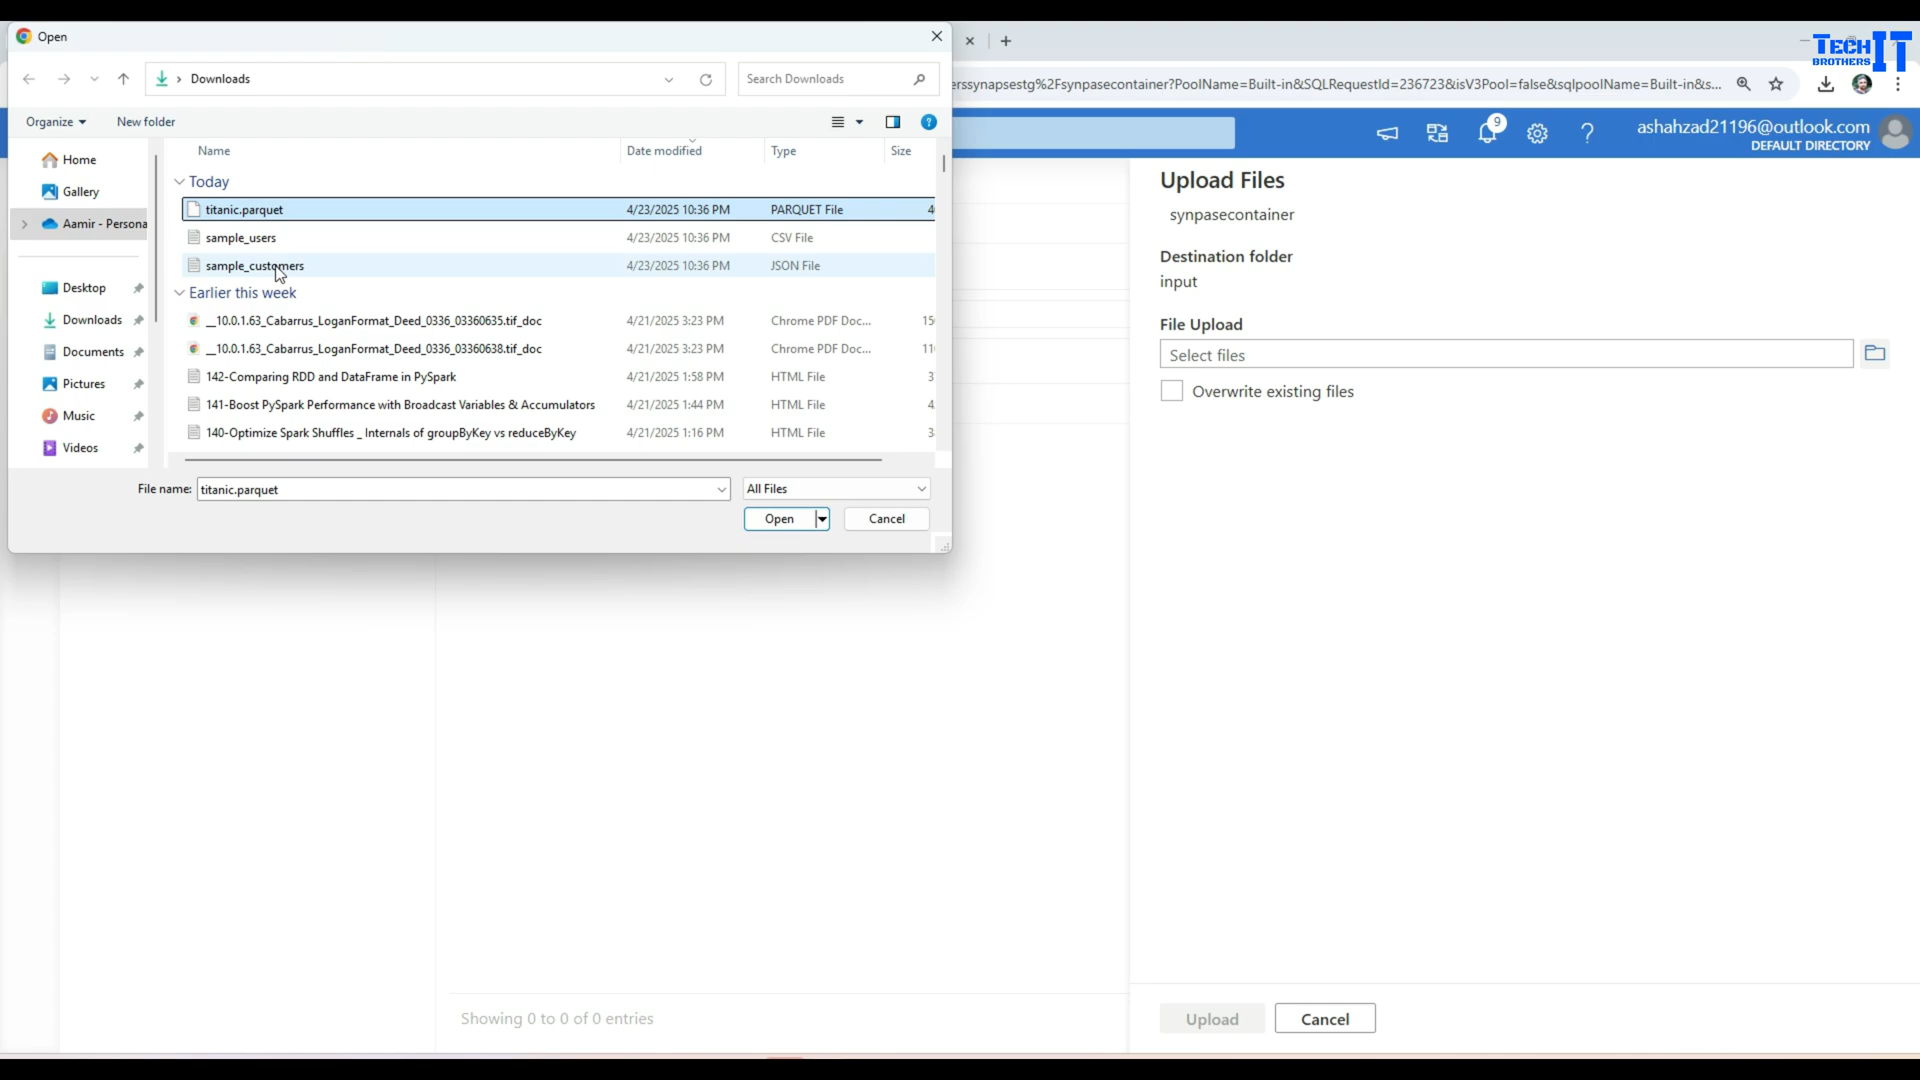 Open
TECH IT
BROTHERS
Downloads
Search Downloads
erssynapsestg%2Fsynpasecontainer?PoolName=Built-in&SQLRequestId=236723&isV3Pool=false&sqlpoolName=Built-in&s...
Organize
New folder
9
ashahzad21196@outlook.com
DEFAULT DIRECTORY
Home
Gallery
Aamir - Persona
Desktop
Downloads
Documents
Pictures
Music
Videos
Name Date modified Type Size
Today
titanic.parquet 4/23/2025 10:36 PM PARQUET File 4
sample_users 4/23/2025 10:36 PM CSV File
sample_customers 4/23/2025 10:36 PM JSON File
Earlier this week
__10.0.1.63_Cabarrus_LoganFormat_Deed_0336_03360635.tif_doc 4/21/2025 3:23 PM Chrome PDF Doc... 15
__10.0.1.63_Cabarrus_LoganFormat_Deed_0336_03360638.tif_doc 4/21/2025 3:23 PM Chrome PDF Doc... 11
142-Comparing RDD and DataFrame in PySpark 4/21/2025 1:58 PM HTML File 3
141-Boost PySpark Performance with Broadcast Variables & Accumulators 4/21/2025 1:44 PM HTML File 4
140-Optimize Spark Shuffles _ Internals of groupByKey vs reduceByKey 4/21/2025 1:16 PM HTML File 3
File name: titanic.parquet All Files
Open Cancel
Upload Files
synpasecontainer
Destination folder
input
File Upload
Select files
Overwrite existing files
Showing 0 to 0 of 0 entries
Upload Cancel